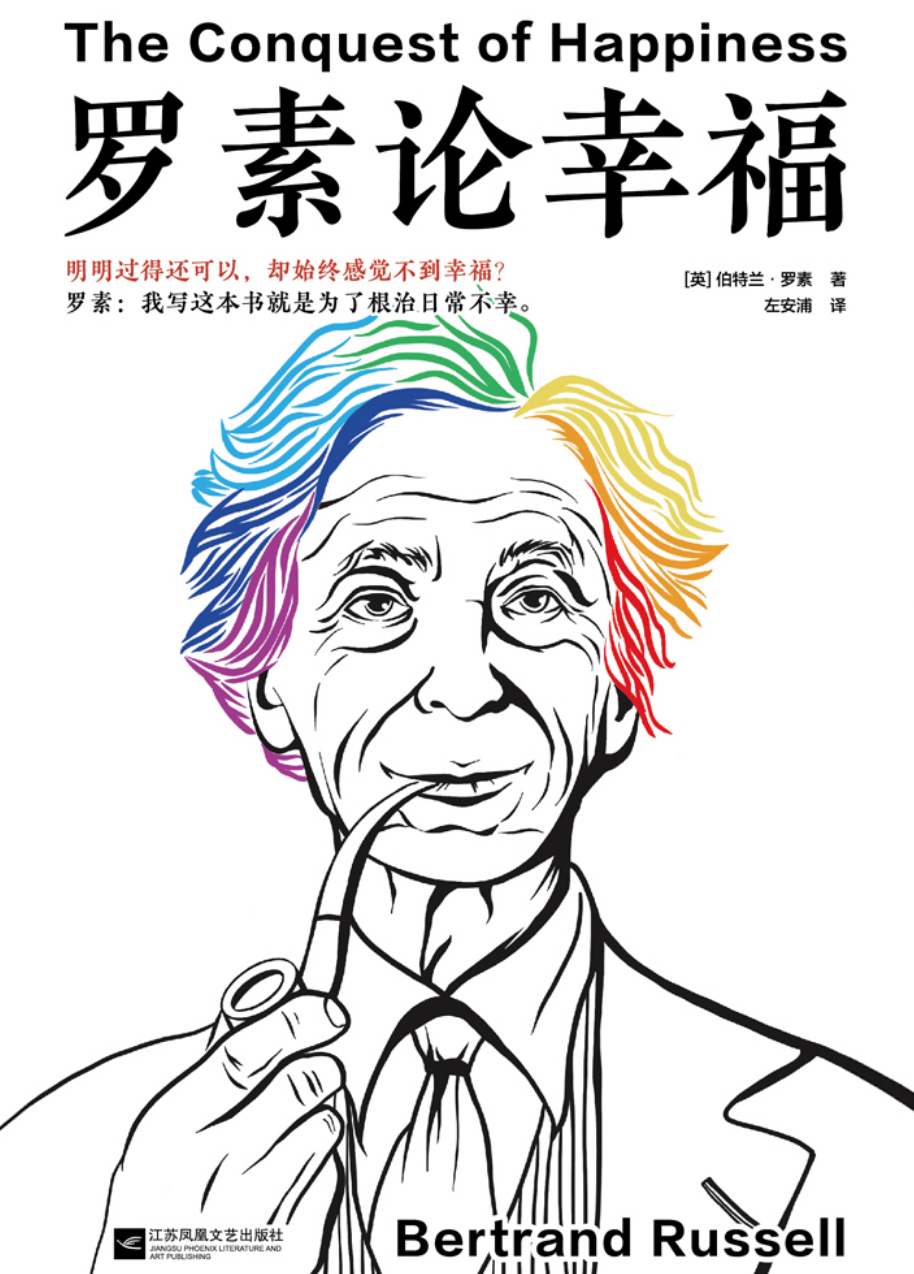 The Conquest of Happiness
罗素论幸福
明明过得还可以，却始终感觉不到幸福？
罗素：我写这本书就是为了根治日常不幸。
[英] 伯特兰·罗素 著
左安浦 译
江苏凤凰文艺出版社
JIANGSU PHOENIX LITERATURE AND
ART PUBLISHING
Bertrand Russell